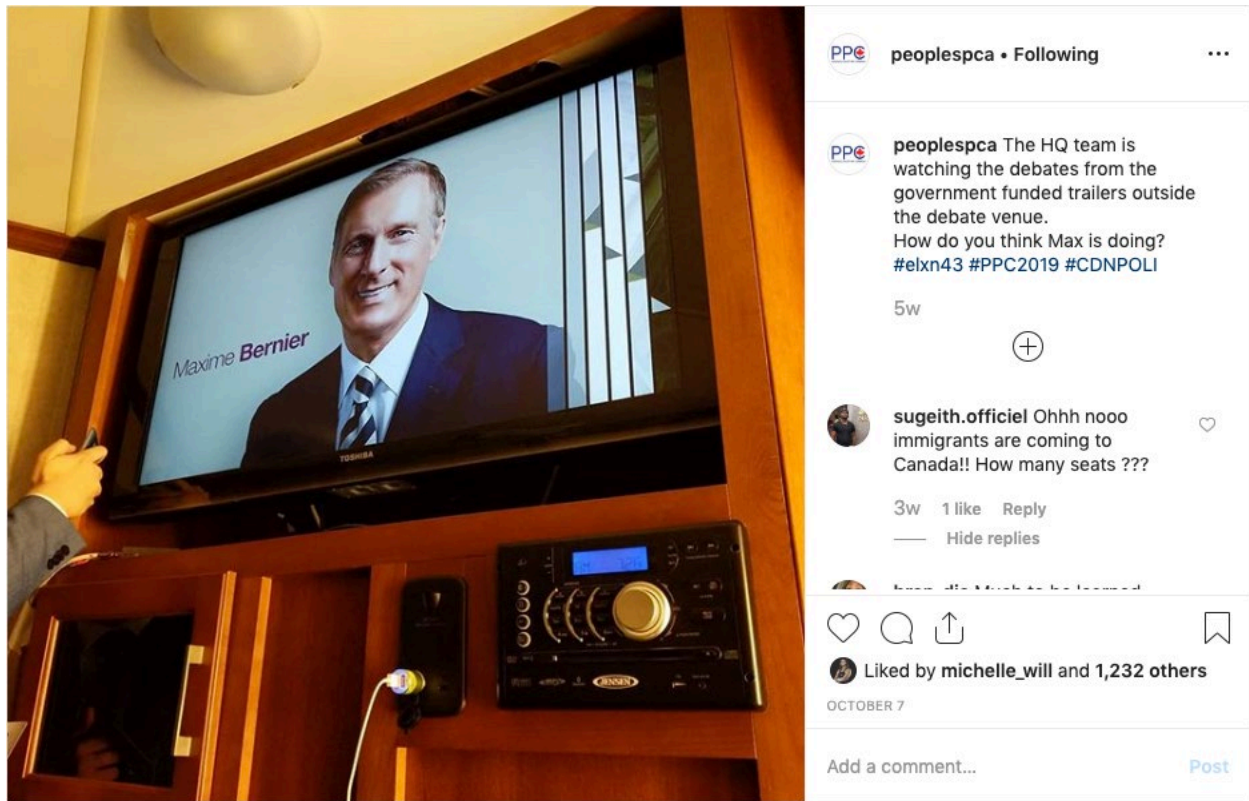 Maxime Bernier
TOSHIBA
JENSEN
PPC
peoplespca • Following
PPC
peoplespca The HQ team is
watching the debates from the
government funded trailers outside
the debate venue.
How do you think Max is doing?
#elxn43 #PPC2019 #CDNPOLI
5w
sugeith.officiel Ohhh nooo
immigrants are coming to
Canada!! How many seats ???
3w 1 like Reply
Hide replies
Liked by michelle_will and 1,232 others
OCTOBER 7
Add a comment...
Post